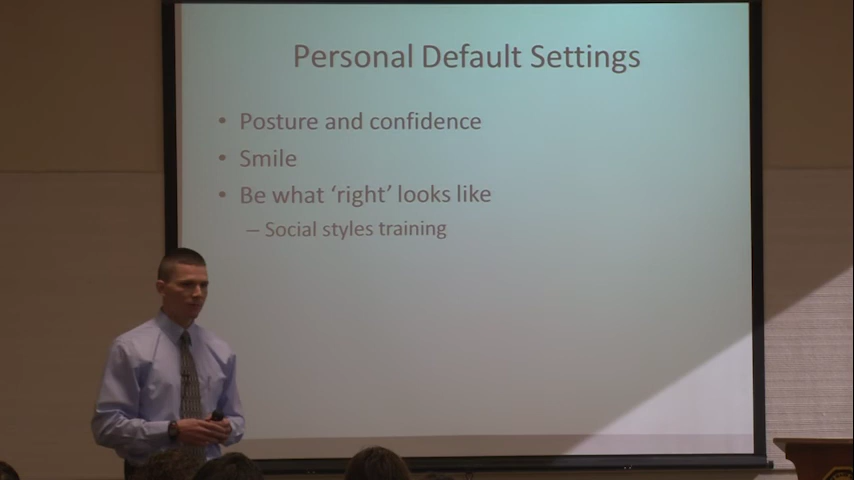 Personal Default Settings
• Posture and confidence
• Smile
• Be what ‘right’ looks like
– Social styles training